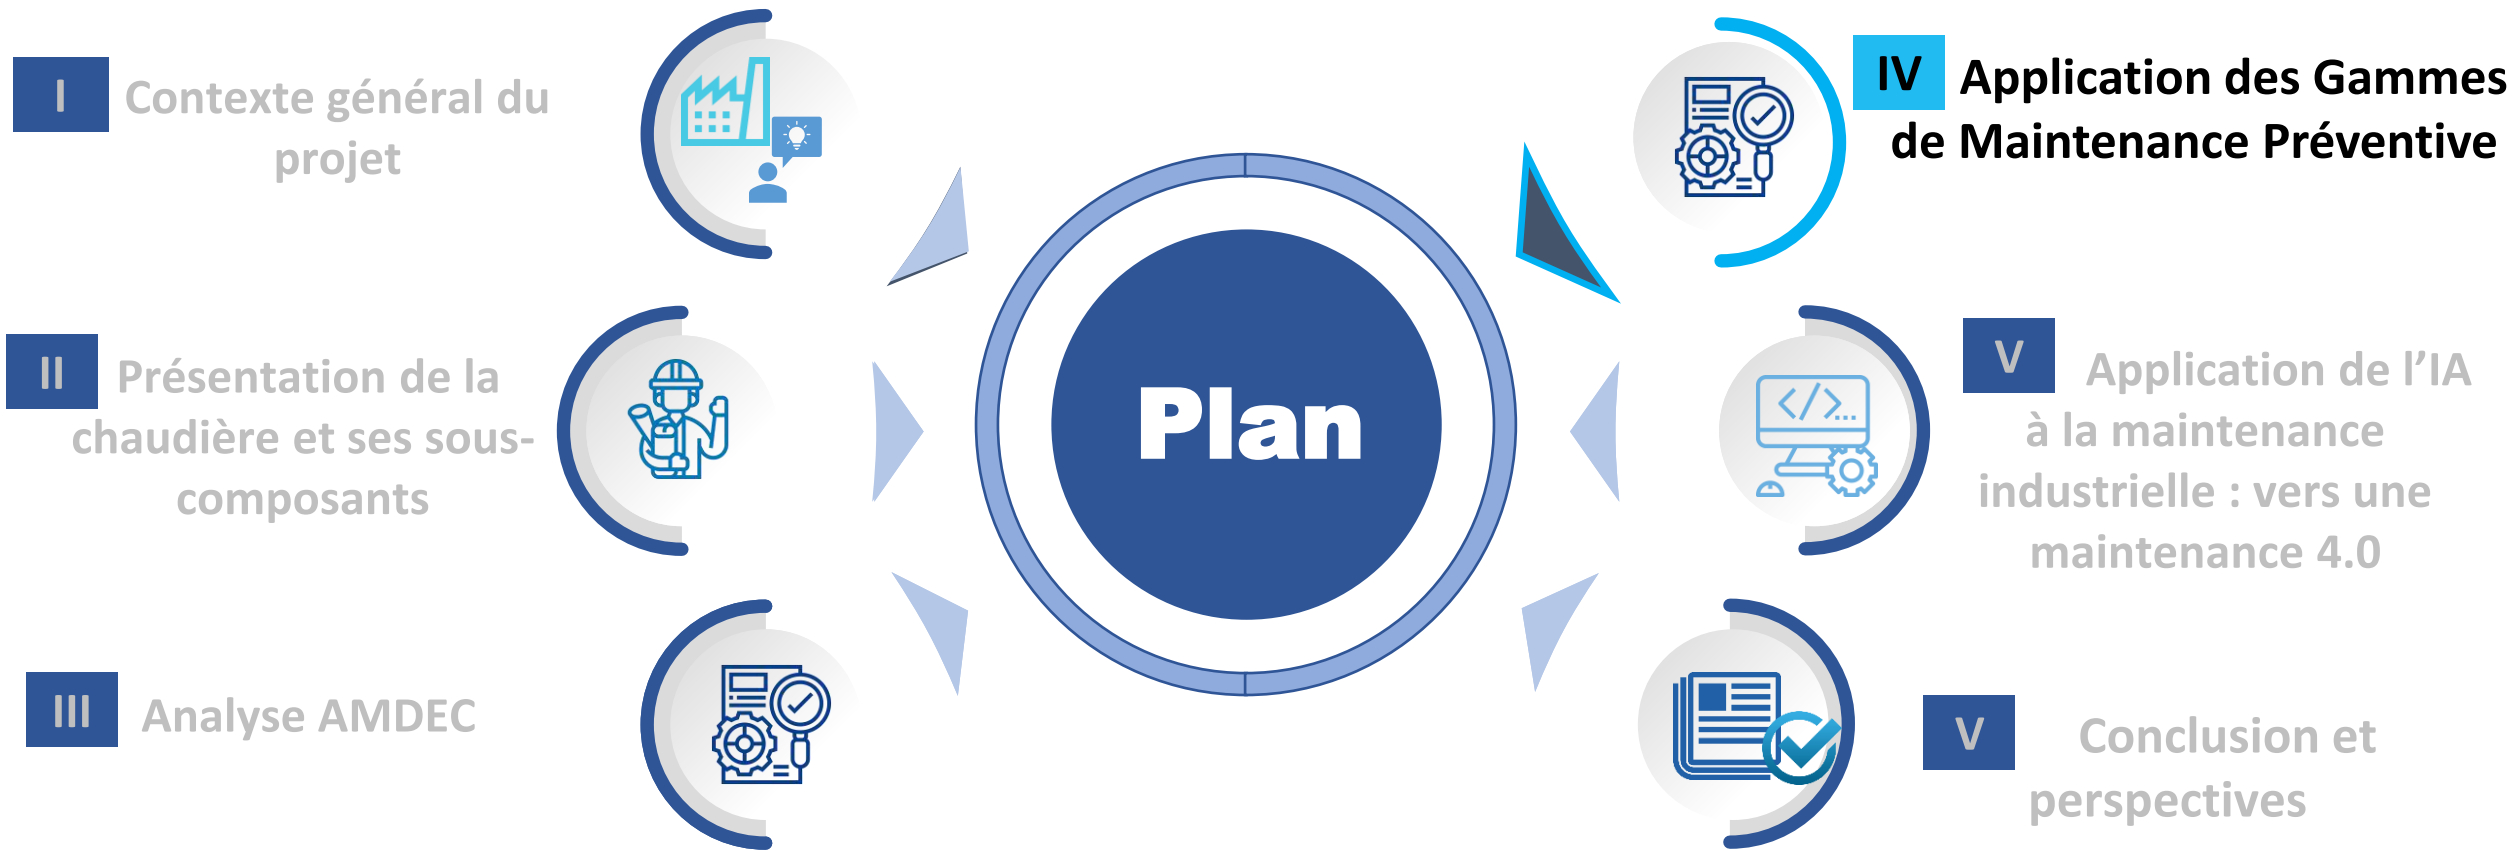 I
Contexte général du
projet
II
Présentation de la
chaudière et ses sous-
composants
III
Analyse AMDEC
Plan
IV
Application des Gammes
de Maintenance Préventive
V
Application de l’IA
à la maintenance
industrielle : vers une
maintenance 4.0
V
Conclusion et
perspectives